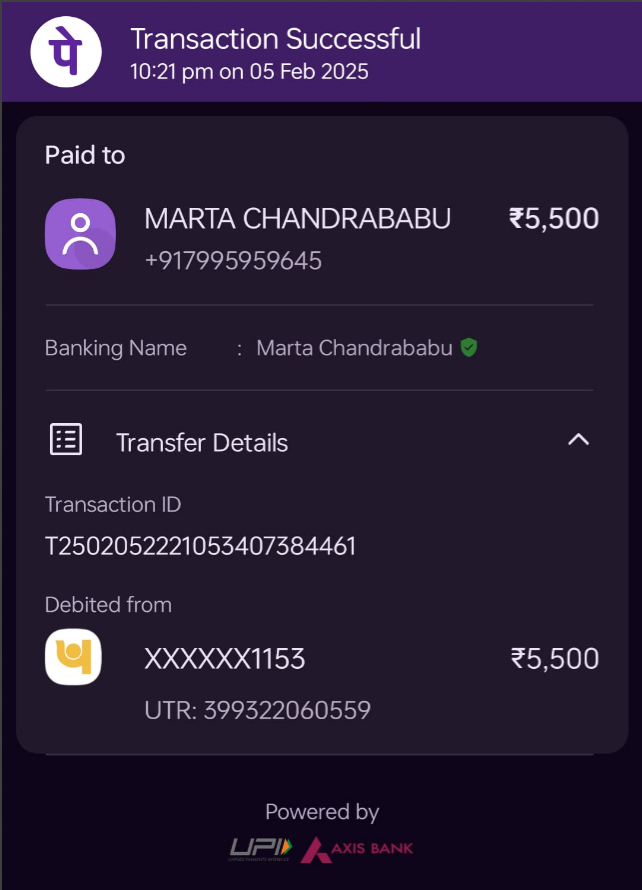 पे
Transaction Successful
10:21 pm on 05 Feb 2025
Paid to
MARTA CHANDRABABU ₹5,500
+917995959645
Banking Name : Marta Chandrababu
Transfer Details
Transaction ID
T2502052221053407384461
Debited from
XXXXXX1153 ₹5,500
UTR: 399322060559
Powered by
UPI AXIS BANK